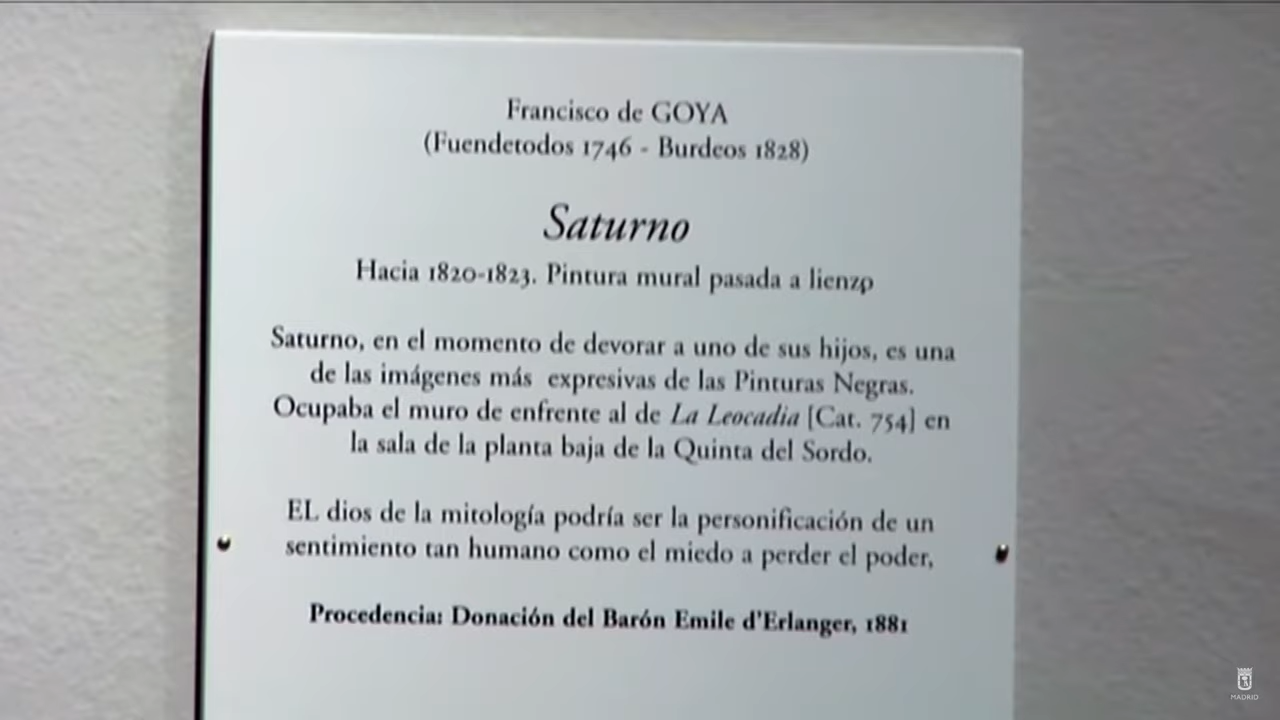 Francisco de GOYA
(Fuendetodos 1746 - Burdeos 1828)
Saturno
Hacia 1820-1823. Pintura mural pasada a lienzo
Saturno, en el momento de devorar a uno de sus hijos, es una
de las imágenes más expresivas de las Pinturas Negras.
Ocupaba el muro de enfrente al de La Leocadia [Cat. 754] en
la sala de la planta baja de la Quinta del Sordo.
EL dios de la mitología podría ser la personificación de un
sentimiento tan humano como el miedo a perder el poder,
Procedencia: Donación del Barón Emile d'Erlanger, 1881
MADRID